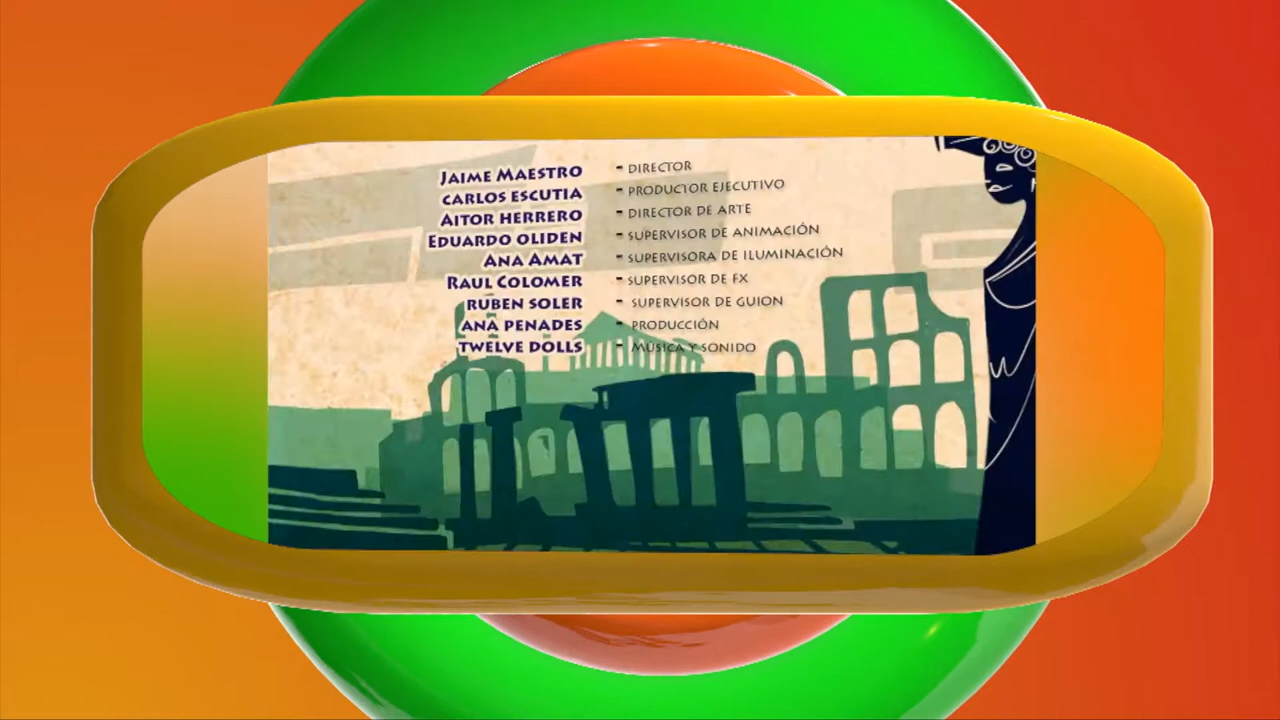 JAIME MAESTRO - DIRECTOR
CARLOS ESCUTIA - PRODUCTOR EJECUTIVO
AITOR HERRERO - DIRECTOR DE ARTE
EDUARDO OLIDEN - SUPERVISOR DE ANIMACIÓN
ANA AMAT - SUPERVISORA DE ILUMINACIÓN
RAUL COLOMER - SUPERVISOR DE FX
RUBEN SOLER - SUPERVISOR DE GUION
ANA PENADES - PRODUCCIÓN
TWELVE DOLLS - MÚSICA Y SONIDO